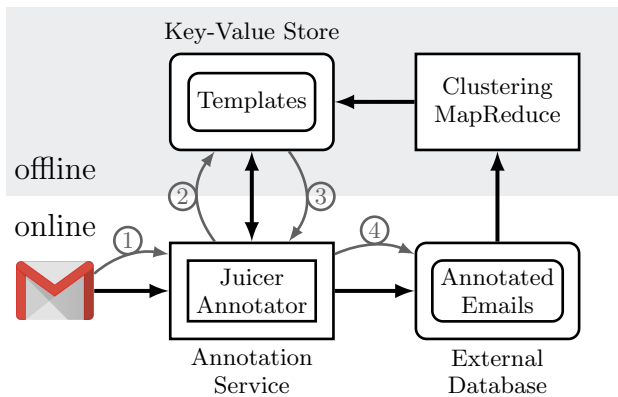 Key-Value Store
Templates
Clustering
MapReduce
offline
online
2
3
1
4
Juicer
Annotator
Annotated
Emails
Annotation
Service
External
Database